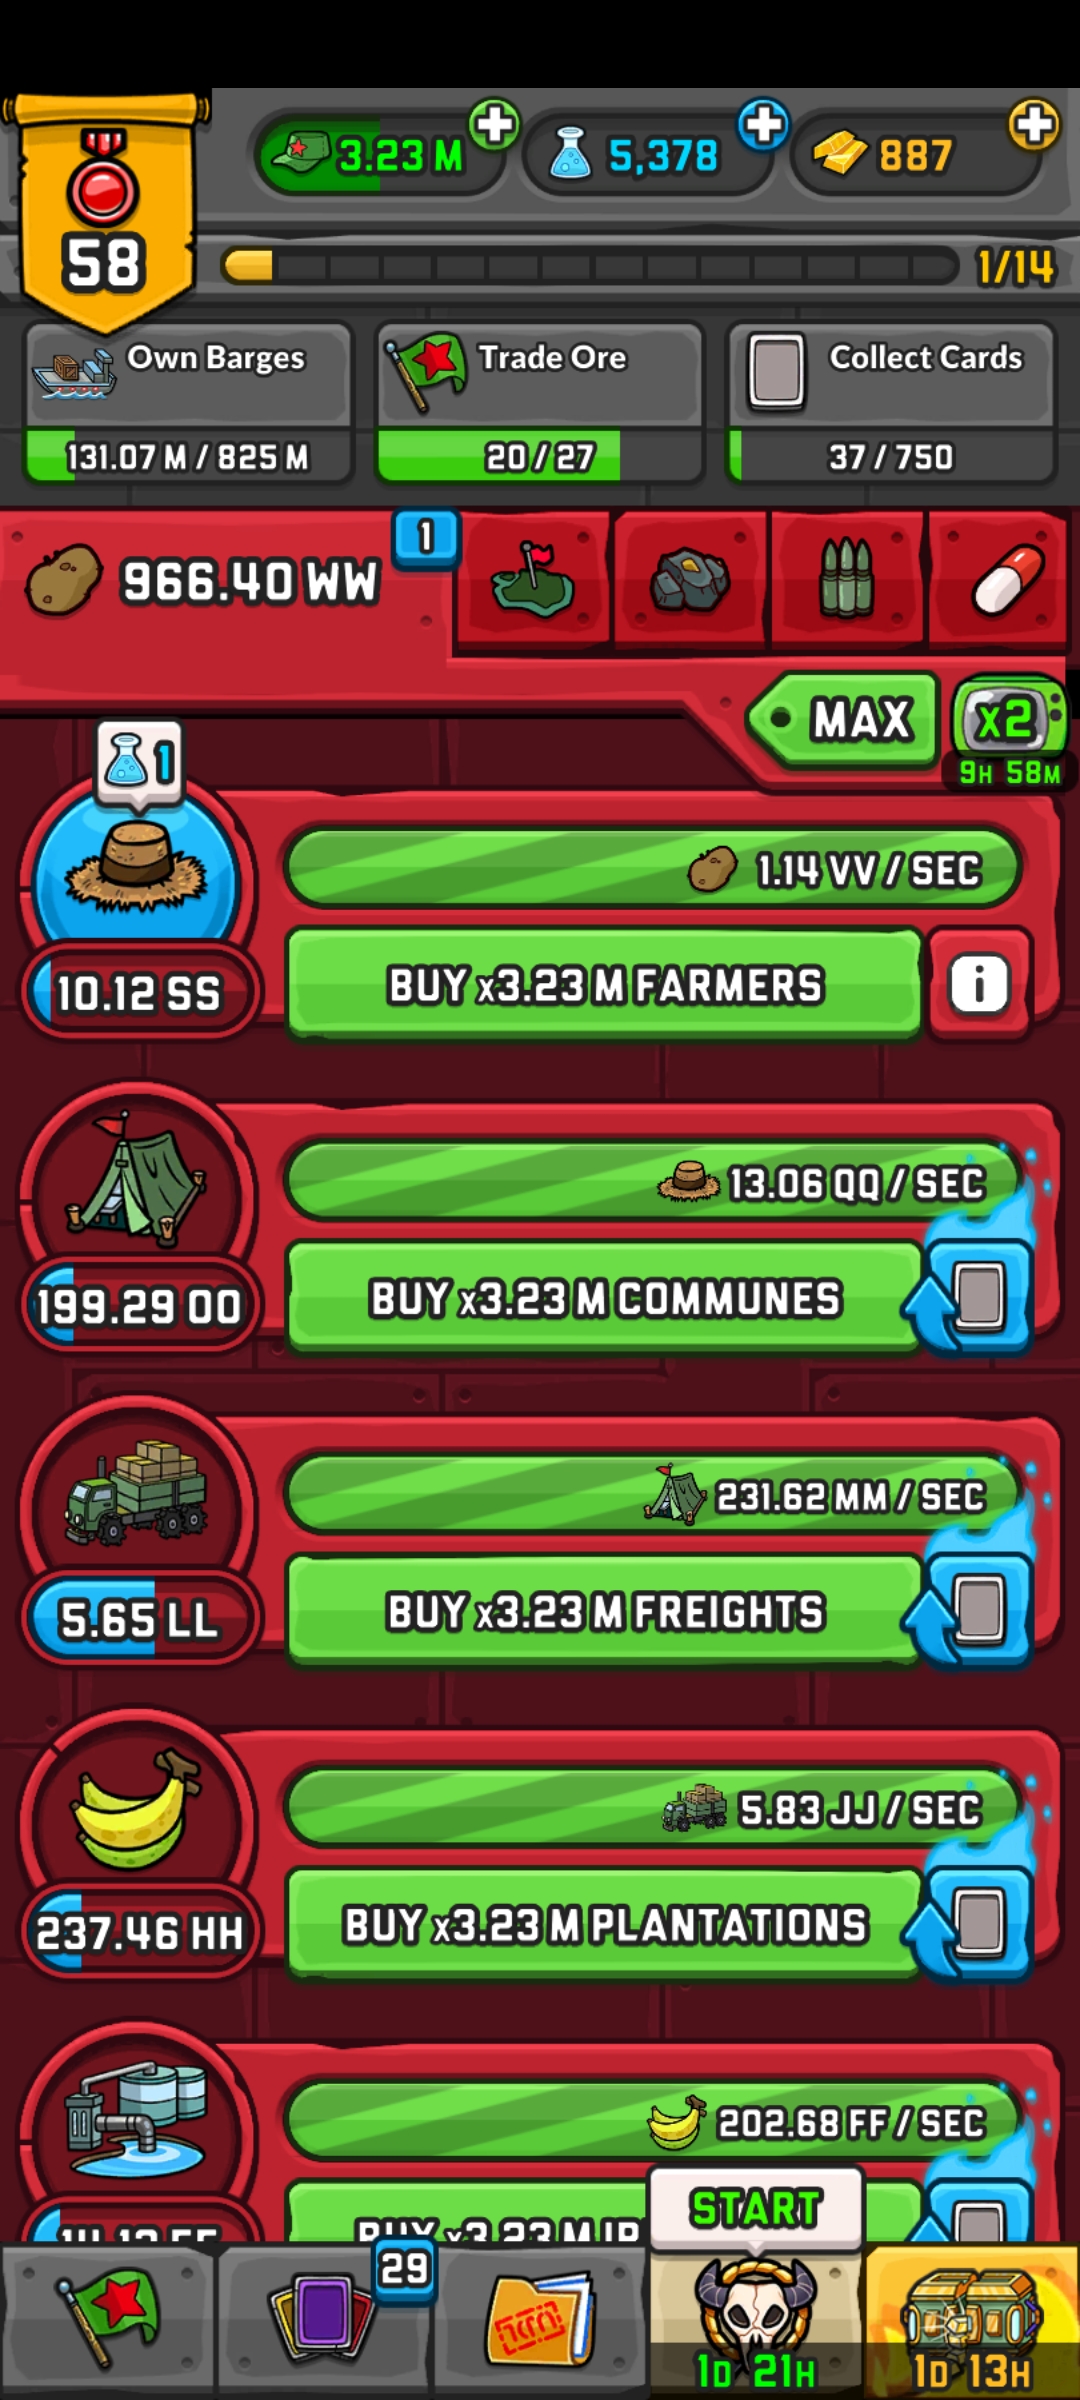 3.23 M
5,378
887
58
1/14
Own Barges
Trade Ore
Collect Cards
131.07 M / 825 M
20 / 27
37 / 750
966.40 WW
1
MAX
x2
9H 58M
1
1.14 VV / SEC
10.12 SS
BUY x3.23 M FARMERS
i
13.06 QQ / SEC
199.29 OO
BUY x3.23 M COMMUNES
231.62 MM / SEC
5.65 LL
BUY x3.23 M FREIGHTS
5.83 JJ / SEC
237.46 HH
BUY x3.23 M PLANTATIONS
202.68 FF / SEC
BUY x3.23 M
START
29
1D 21H
1D 13H